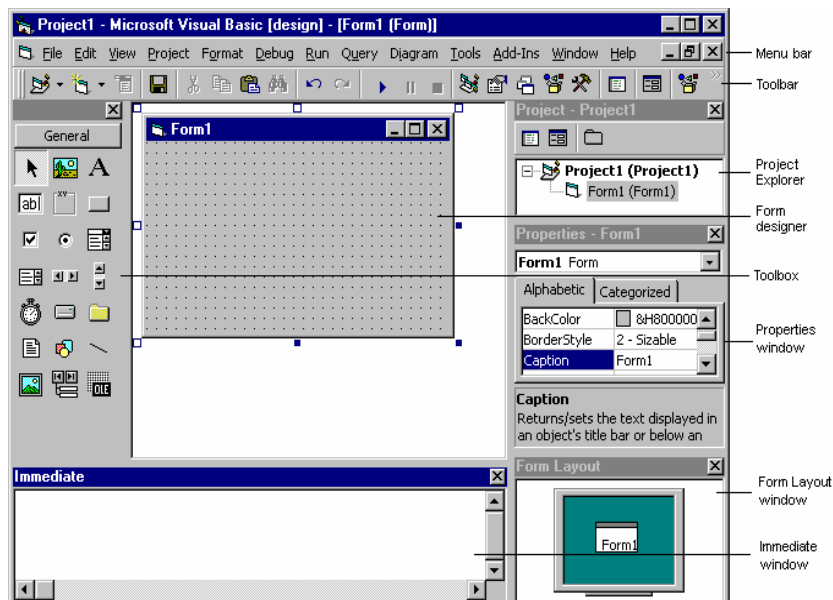 Project1 - Microsoft Visual Basic [design] - [Form1 (Form)]
File Edit View Project Format Debug Run Query Diagram Tools Add-Ins Window Help
Menu bar
Toolbar
General
A
ab
XY
OLE
Form1
Project - Project1
Project1 (Project1)
Form1 (Form1)
Project
Explorer
Form
designer
Properties - Form1
Form1 Form
Toolbox
Alphabetic Categorized
BackColor &H800000
BorderStyle 2 - Sizable
Caption Form1
Properties
window
Caption
Returns/sets the text displayed in
an object's title bar or below an
Immediate
Form Layout
Form1
Form Layout
window
Immediate
window